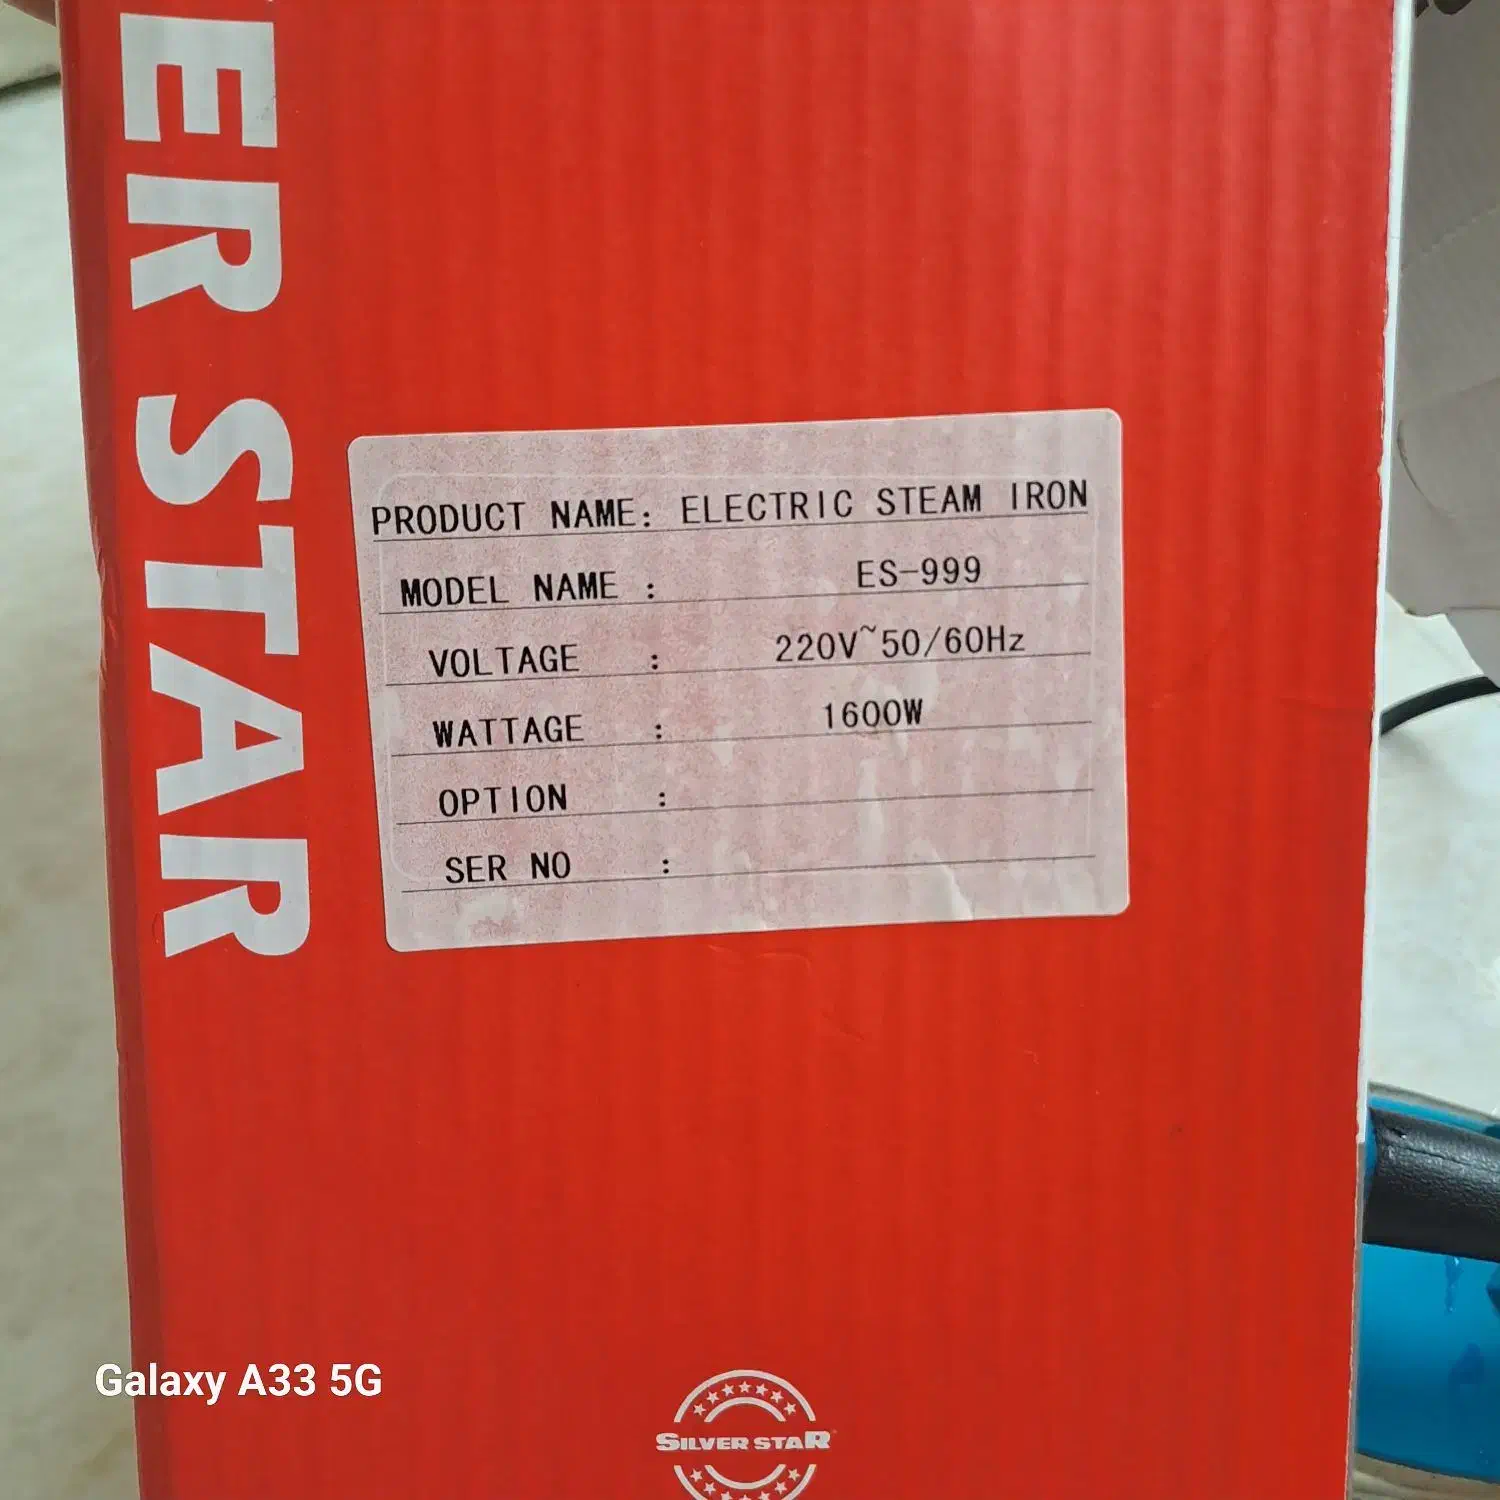 ER STAR
PRODUCT NAME: ELECTRIC STEAM IRON
MODEL NAME : ES-999
VOLTAGE : 220V~50/60Hz
WATTAGE : 1600W
OPTION :
SER NO :
Galaxy A33 5G
SILVER STAR